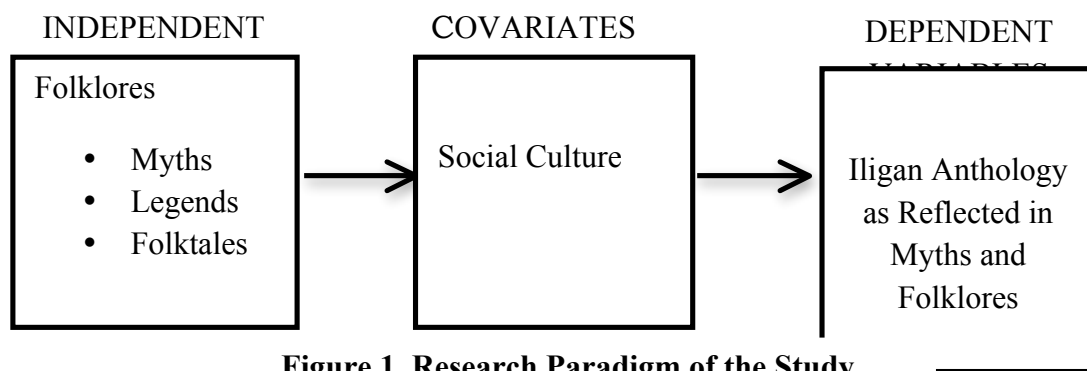 INDEPENDENT
COVARIATES
DEPENDENT
VARIABLES
Folklores
• Myths
• Legends
• Folktales
Social Culture
Iligan Anthology
as Reflected in
Myths and
Folklores
Figure 1. Research Paradigm of the Study